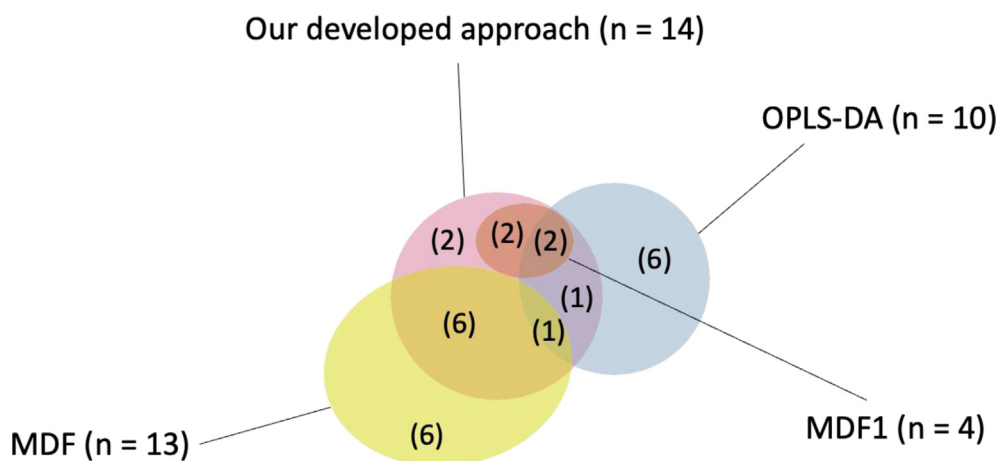 Our developed approach (n = 14)
OPLS-DA (n = 10)
(2) (2) (2)
(6)
(1)
(6) (1)
MDF1 (n = 4)
MDF (n = 13)
(6)